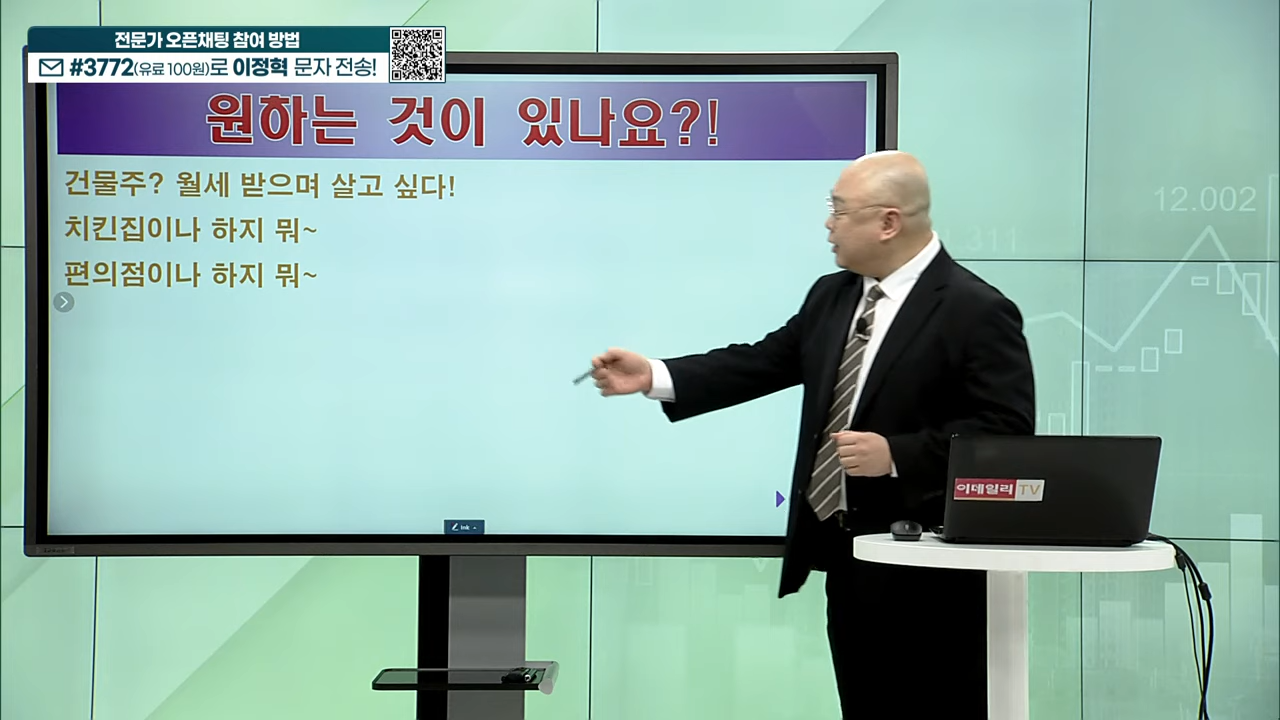 전문가 오픈채팅 참여 방법
#3772(유료 100원)로 이정혁 문자 전송!
원하는 것이 있나요?!
건물주? 월세 받으며 살고 싶다!
치킨집이나 하지 뭐~
편의점이나 하지 뭐~
12.002
311
Ink
이데일리 TV